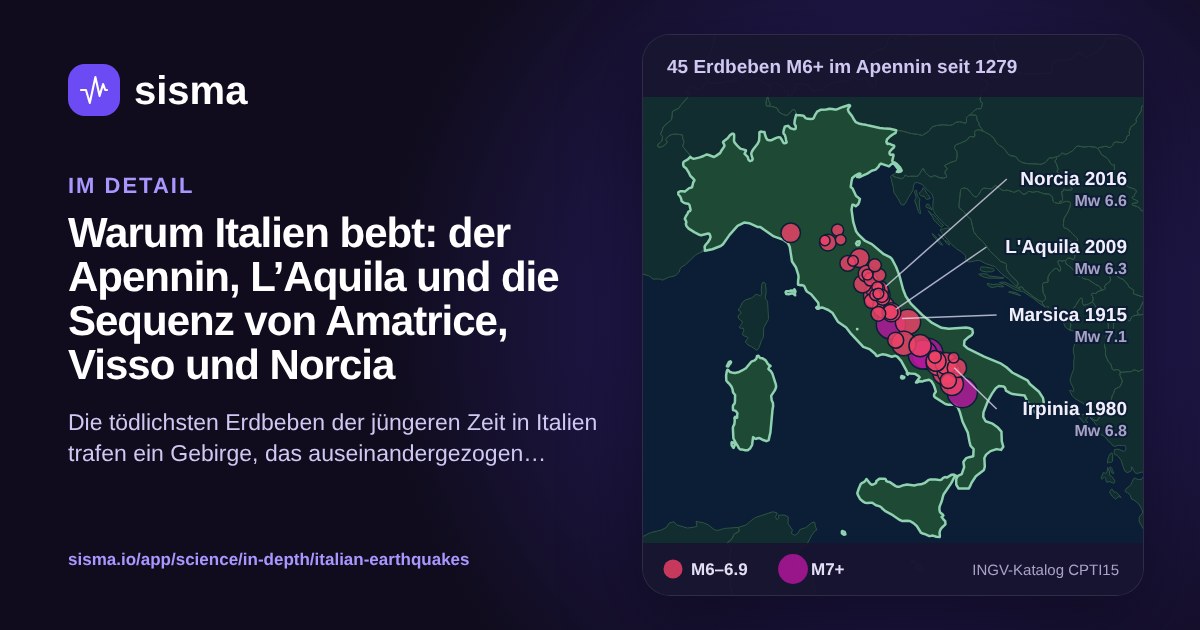 sisma
IM DETAIL
Warum Italien bebt: der
Apennin, L’Aquila und die
Sequenz von Amatrice,
Visso und Norcia
Die tödlichsten Erdbeben der jüngeren Zeit in Italien
trafen ein Gebirge, das auseinandergezogen…
sisma.io/app/science/in-depth/italian-earthquakes
45 Erdbeben M6+ im Apennin seit 1279
Norcia 2016
Mw 6.6
L'Aquila 2009
Mw 6.3
Marsica 1915
Mw 7.1
Irpinia 1980
Mw 6.8
M6–6.9
M7+
INGV-Katalog CPTI15